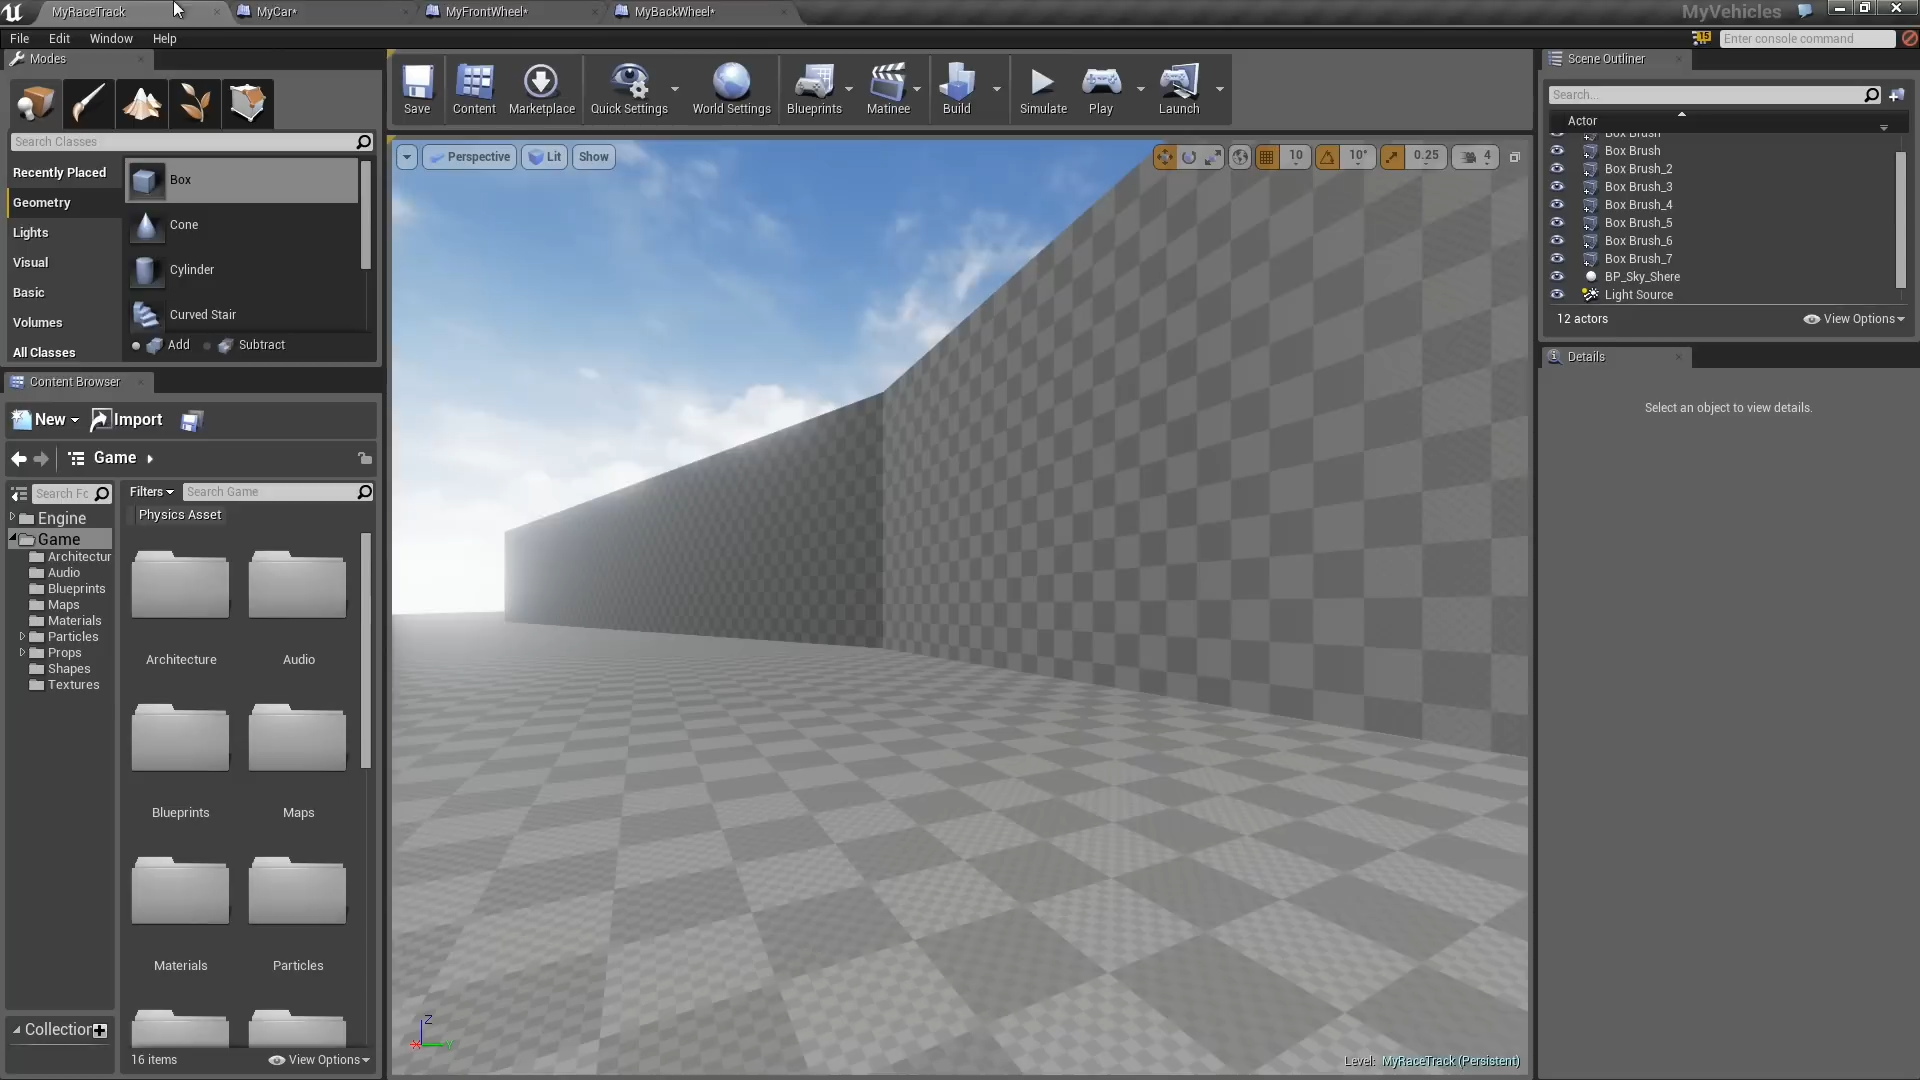 MyRaceTrack
MyCar*
MyFrontWheel*
MyBackWheel*
MyVehicles
File
Edit
Window
Help
15
Enter console command
Modes
Search Classes
Recently Placed
Geometry
Lights
Visual
Basic
Volumes
All Classes
Box
Cone
Cylinder
Curved Stair
Add
Subtract
Save
Content
Marketplace
Quick Settings
World Settings
Blueprints
Matinee
Build
Simulate
Play
Launch
Perspective
Lit
Show
10
10°
0.25
4
Scene Outliner
Search...
Actor
Box Brush
Box Brush
Box Brush_2
Box Brush_3
Box Brush_4
Box Brush_5
Box Brush_6
Box Brush_7
BP_Sky_Shere
Light Source
12 actors
View Options
Details
Select an object to view details.
Content Browser
New
Import
Game
Search Fc
Engine
Game
Architectur
Audio
Blueprints
Maps
Materials
Particles
Props
Shapes
Textures
Collection
Filters
Search Game
Physics Asset
Architecture
Audio
Blueprints
Maps
Materials
Particles
16 items
View Options
Z
Level: MyRaceTrack (Persistent)